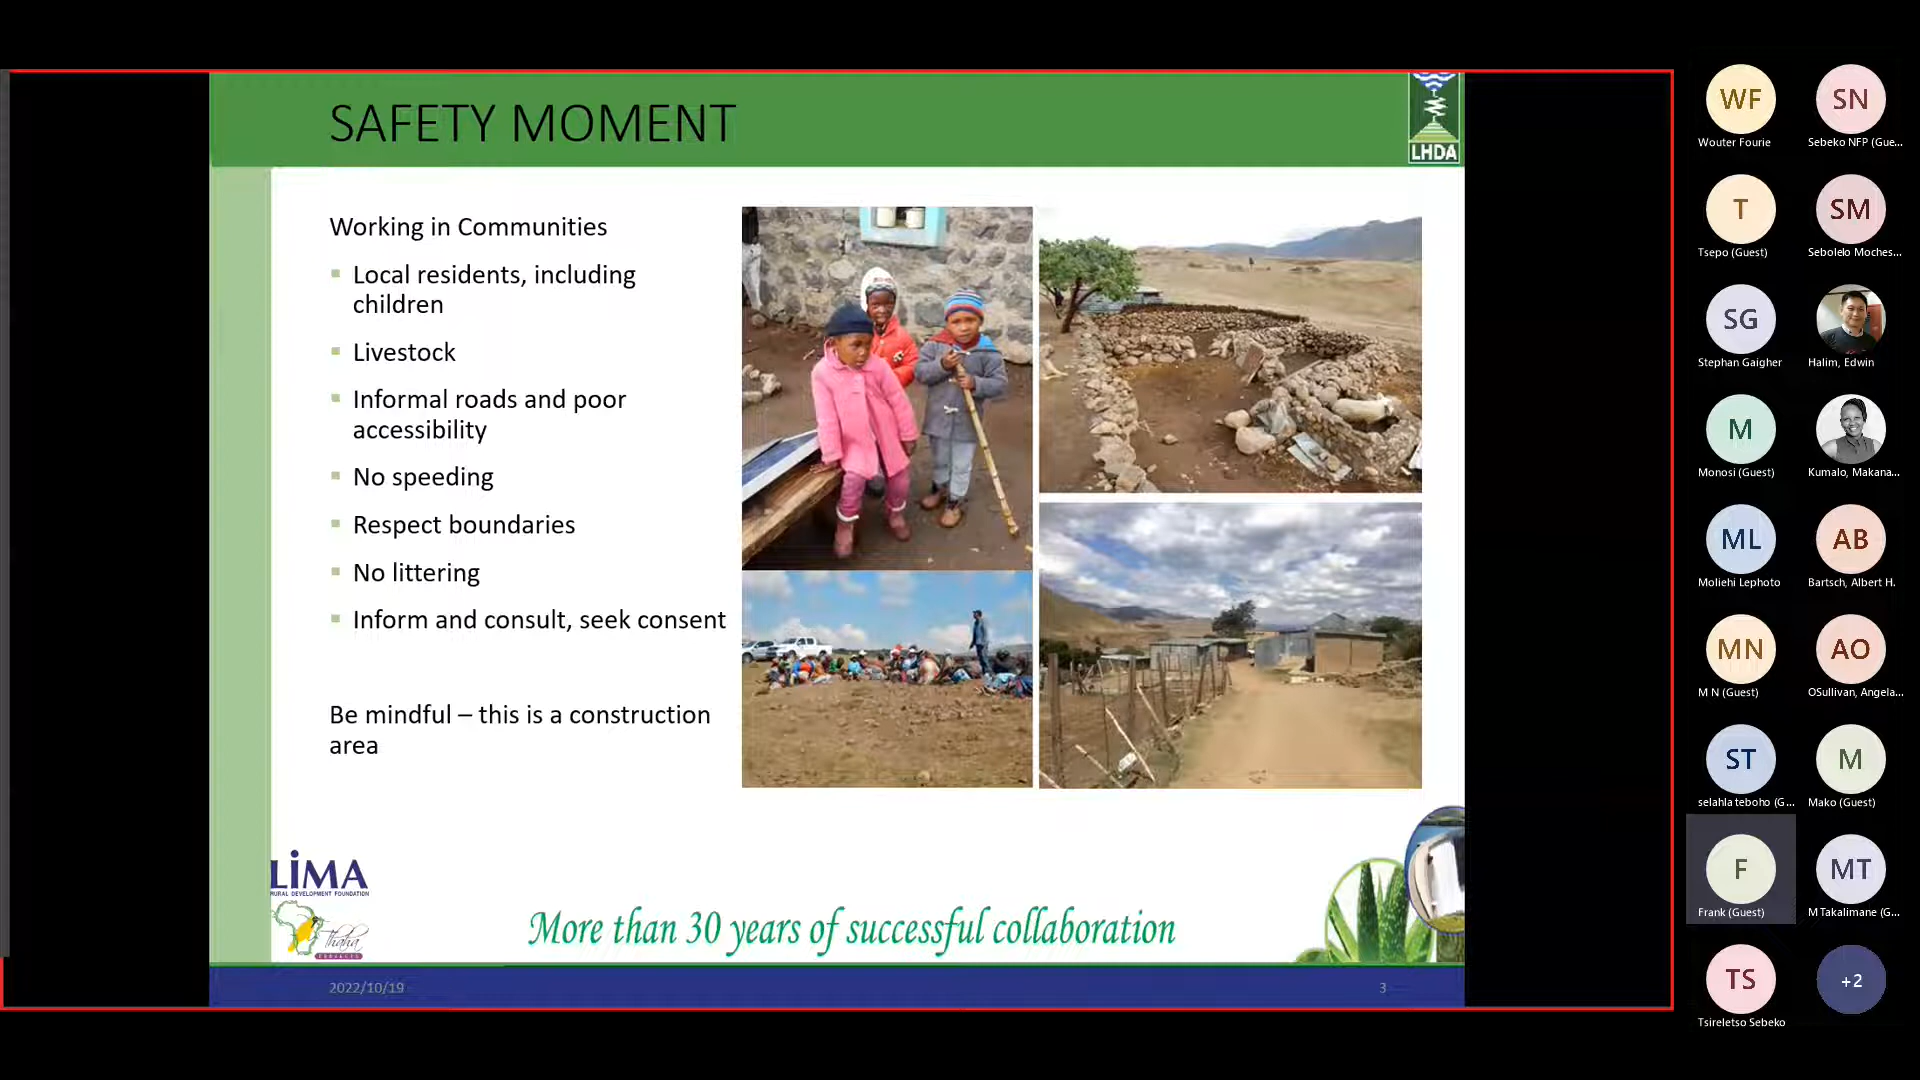 SAFETY MOMENT
LHDA
Working in Communities
Local residents, including
children
Livestock
Informal roads and poor
accessibility
No speeding
Respect boundaries
No littering
Inform and consult, seek consent
Be mindful – this is a construction
area
LIMA
RURAL DEVELOPMENT FOUNDATION
Thaha
More than 30 years of successful collaboration
2022/10/19
3
WF
Wouter Fourie
SN
Sebeko NFP (Gue...
T
Tsepo (Guest)
SM
Sebolelo Moches...
SG
Stephan Gaigher
Halim, Edwin
M
Monosi (Guest)
Kumalo, Makana...
ML
Moliehi Lephoto
AB
Bartsch, Albert H.
MN
M N (Guest)
AO
OSullivan, Angela...
ST
selahla teboho (G...
M
Mako (Guest)
F
Frank (Guest)
MT
M Takalimane (G...
TS
Tsireletso Sebeko
+2